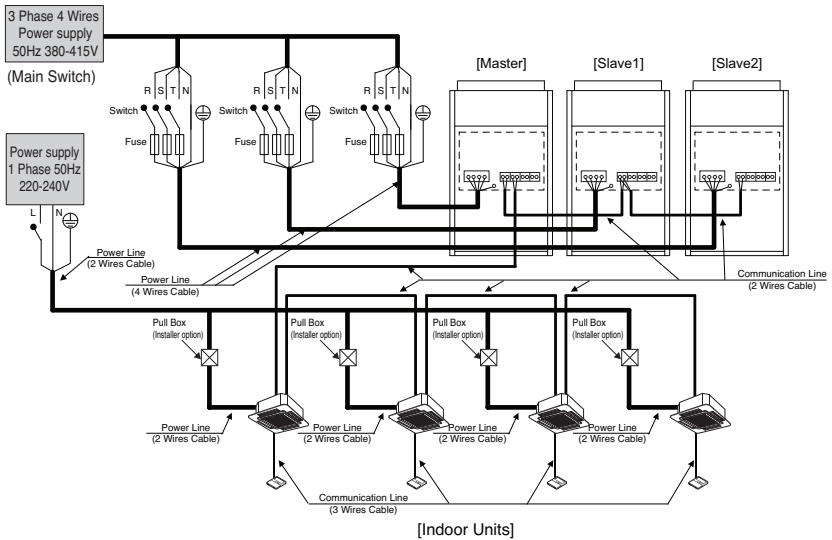 3 Phase 4 Wires
Power supply
50Hz 380-415V
(Main Switch)
[Master]
[Slave1]
[Slave2]
R S T N
R S T N
R S T N
Switch
Switch
Switch
Fuse
Fuse
Fuse
Power supply
1 Phase 50Hz
220-240V
L N
Power Line
(2 Wires Cable)
Power Line
(4 Wires Cable)
Communication Line
(2 Wires Cable)
Pull Box
(Installer option)
Pull Box
(Installer option)
Pull Box
(Installer option)
Pull Box
(Installer option)
Power Line
(2 Wires Cable)
Power Line
(2 Wires Cable)
Power Line
(2 Wires Cable)
Power Line
(2 Wires Cable)
Communication Line
(3 Wires Cable)
[Indoor Units]